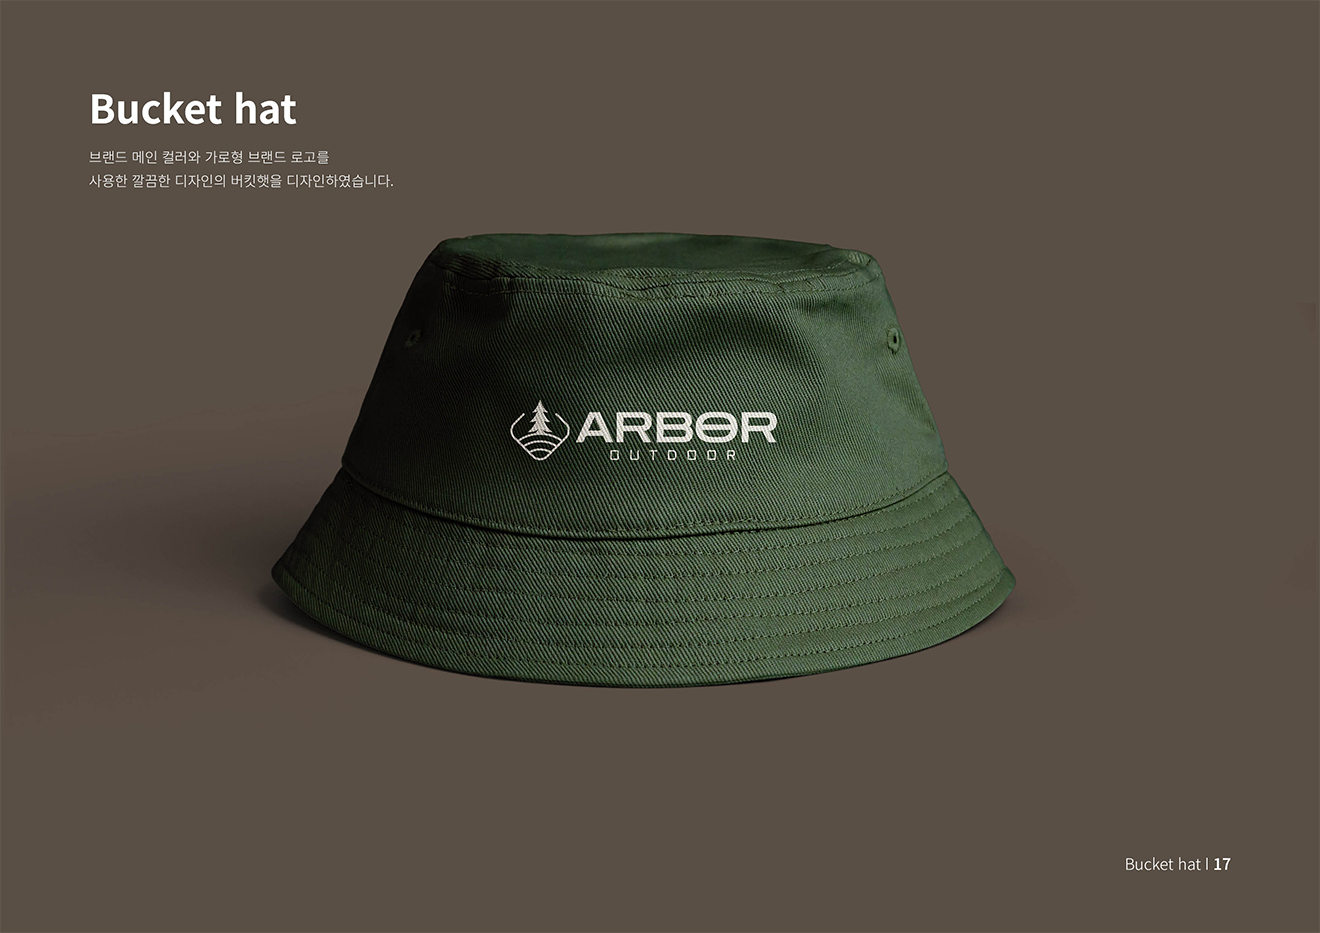 Bucket hat
브랜드 메인 컬러와 가로형 브랜드 로고를
사용한 깔끔한 디자인의 버킷햇을 디자인하였습니다.
ARBOR
OUTDOOR
Bucket hat | 17